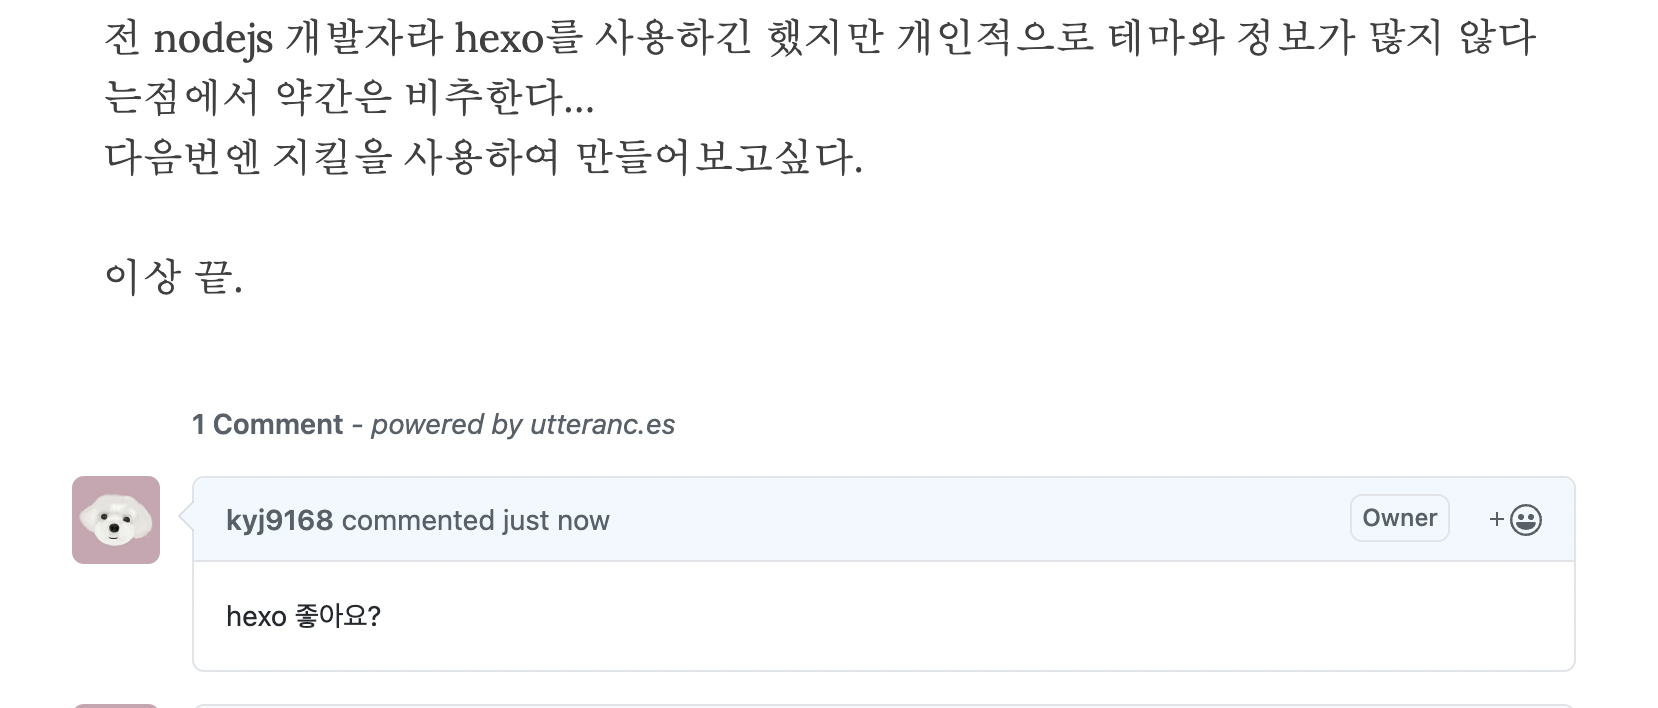 전 nodejs 개발자라 hexo를 사용하긴 했지만 개인적으로 테마와 정보가 많지 않다
는점에서 약간은 비추한다...
다음번엔 지킬을 사용하여 만들어보고싶다.
이상 끝.
1 Comment - powered by utteranc.es
kyj9168 commented just now
Owner
+
hexo 좋아요?